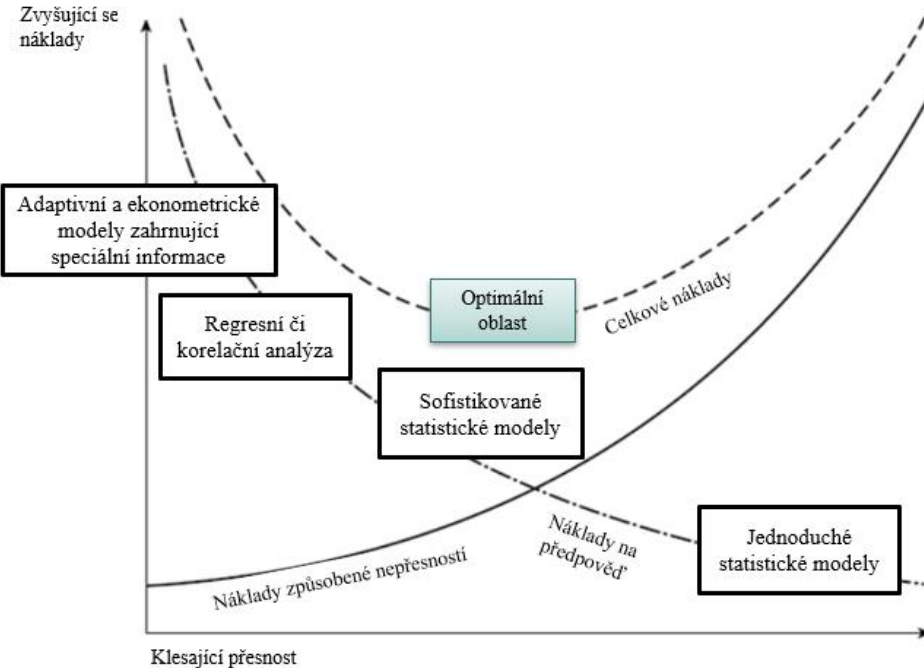 Zvyšující se
náklady
Adaptivní a ekonometrické
modely zahrnující
speciální informace
Optimální
oblast
Celkové náklady
Regresní či
korelační analýza
Sofistikované
statistické modely
Náklady na
předpověď
Jednoduché
statistické modely
Náklady způsobené nepřesností
Klesající přesnost